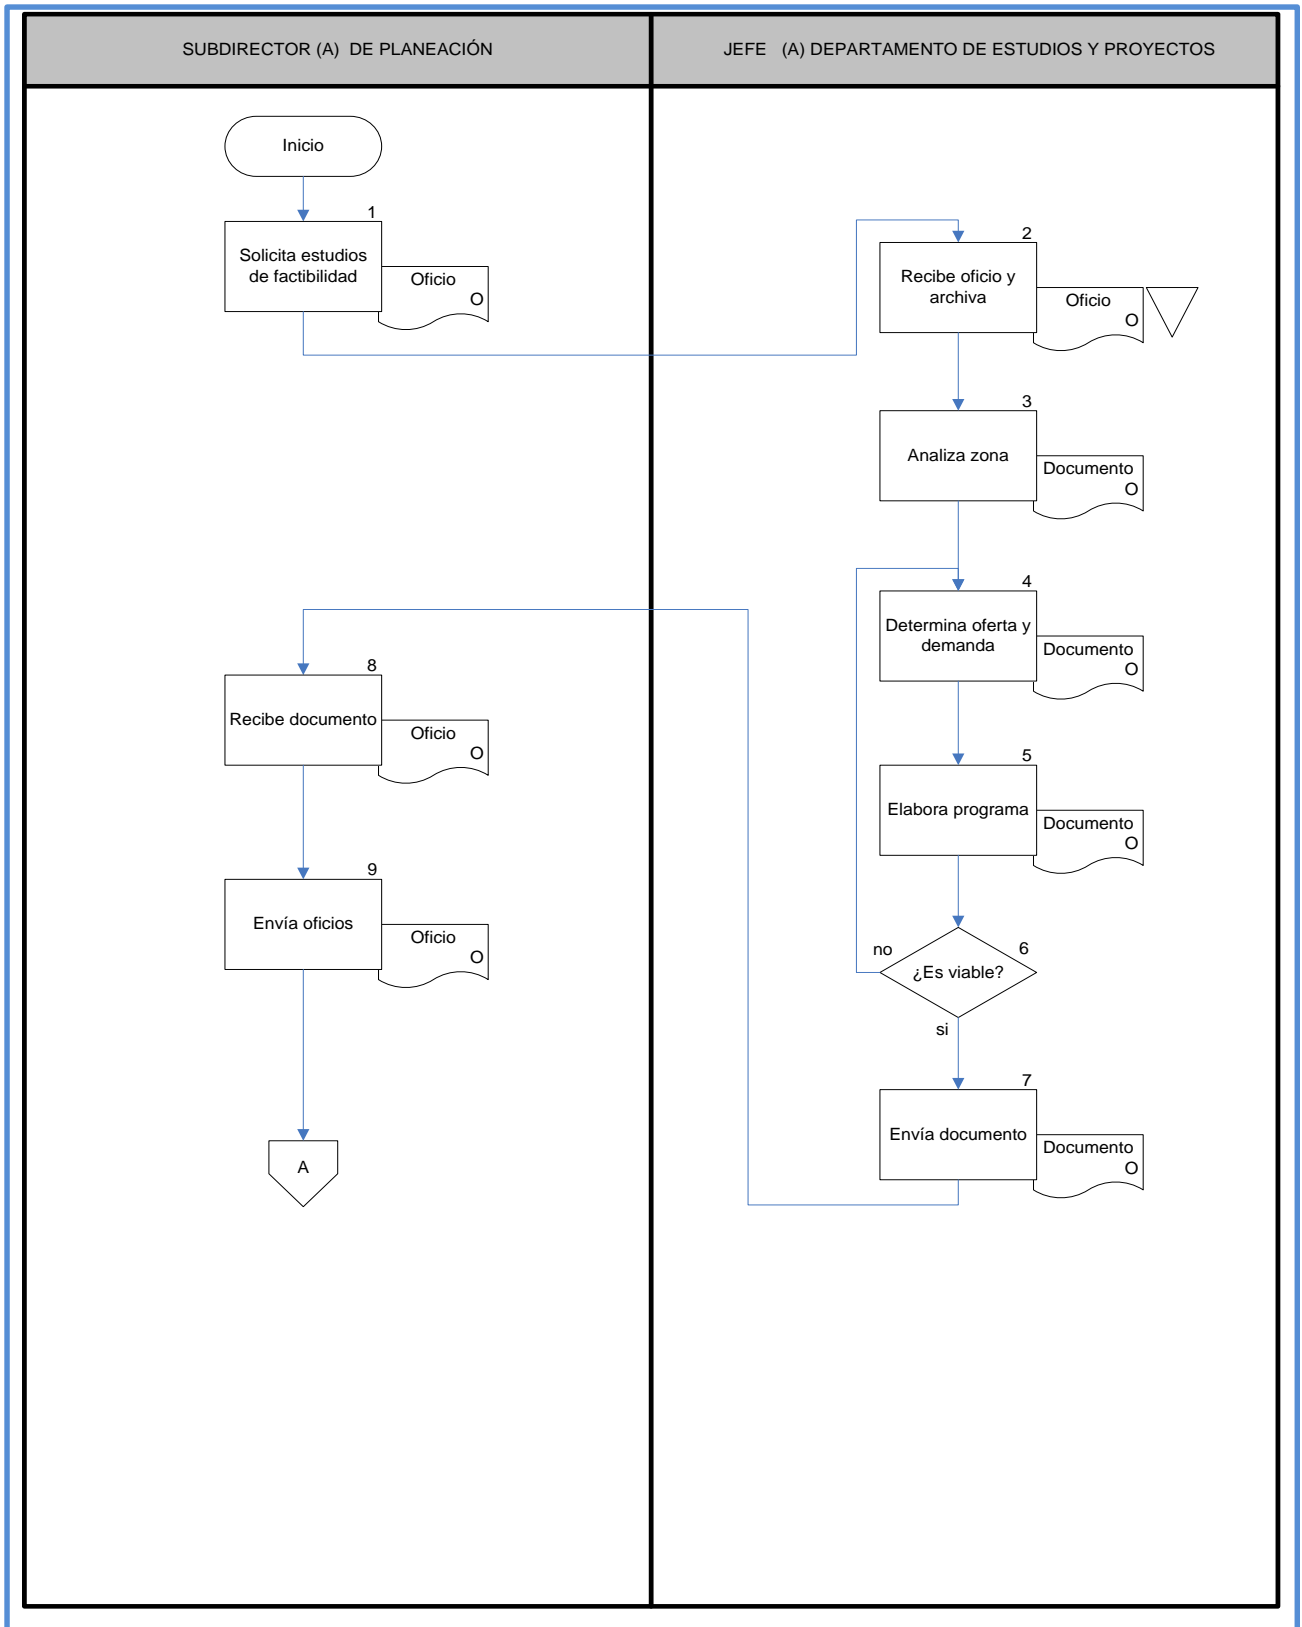 SUBDIRECTOR (A) DE PLANEACIÓN
JEFE (A) DEPARTAMENTO DE ESTUDIOS Y PROYECTOS
Inicio
1
Solicita estudios
de factibilidad
Oficio
O
2
Recibe oficio y
archiva
Oficio
O
3
Analiza zona
Documento
O
4
Determina oferta y
demanda
Documento
O
5
Elabora programa
Documento
O
6
¿Es viable?
no
si
7
Envía documento
Documento
O
8
Recibe documento
Oficio
O
9
Envía oficios
Oficio
O
A